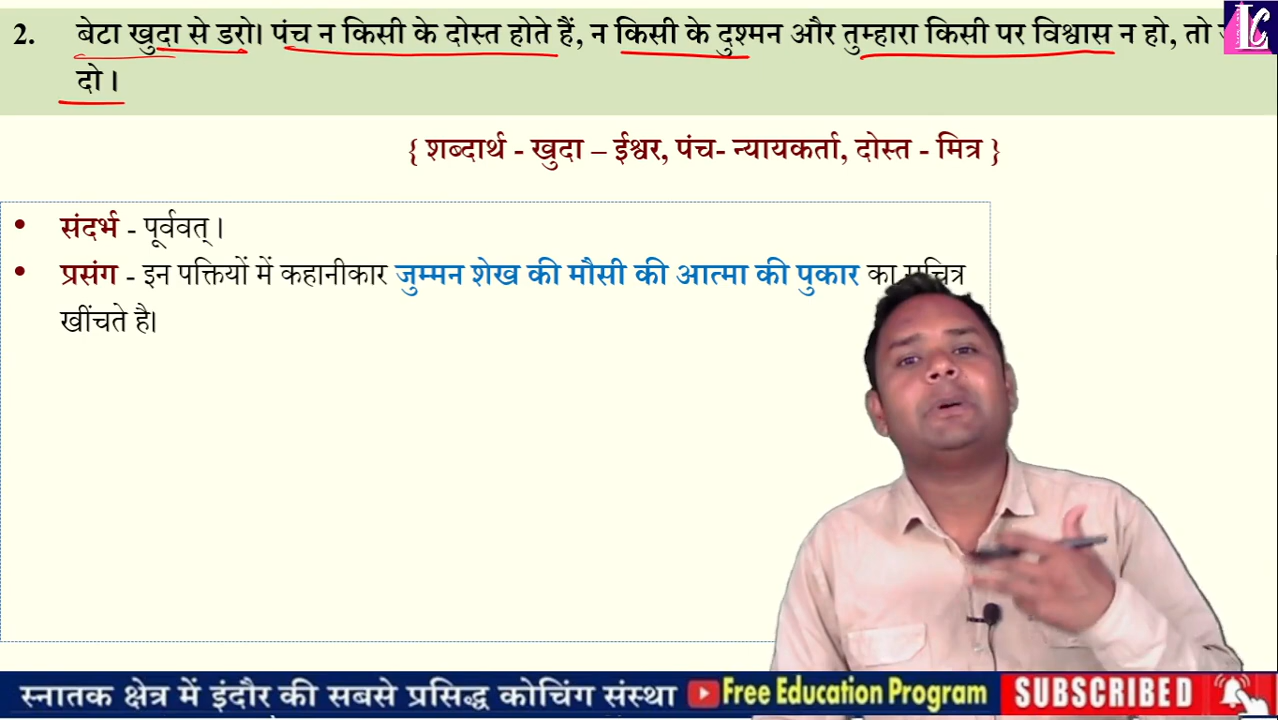 2. बेटा खुदा से डरो। पंच न किसी के दोस्त होते हैं, न किसी के दुश्मन और तुम्हारा किसी पर विश्वास न हो, तो
दो ।
LC
{ शब्दार्थ - खुदा – ईश्वर, पंच- न्यायकर्ता, दोस्त - मित्र }
• संदर्भ - पूर्ववत् ।
• प्रसंग - इन पक्तियों में कहानीकार जुम्मन शेख की मौसी की आत्मा की पुकार का
खींचते है।
स्नातक क्षेत्र में इंदौर की सबसे प्रसिद्ध कोचिंग संस्था Free Education Program SUBSCRIBED